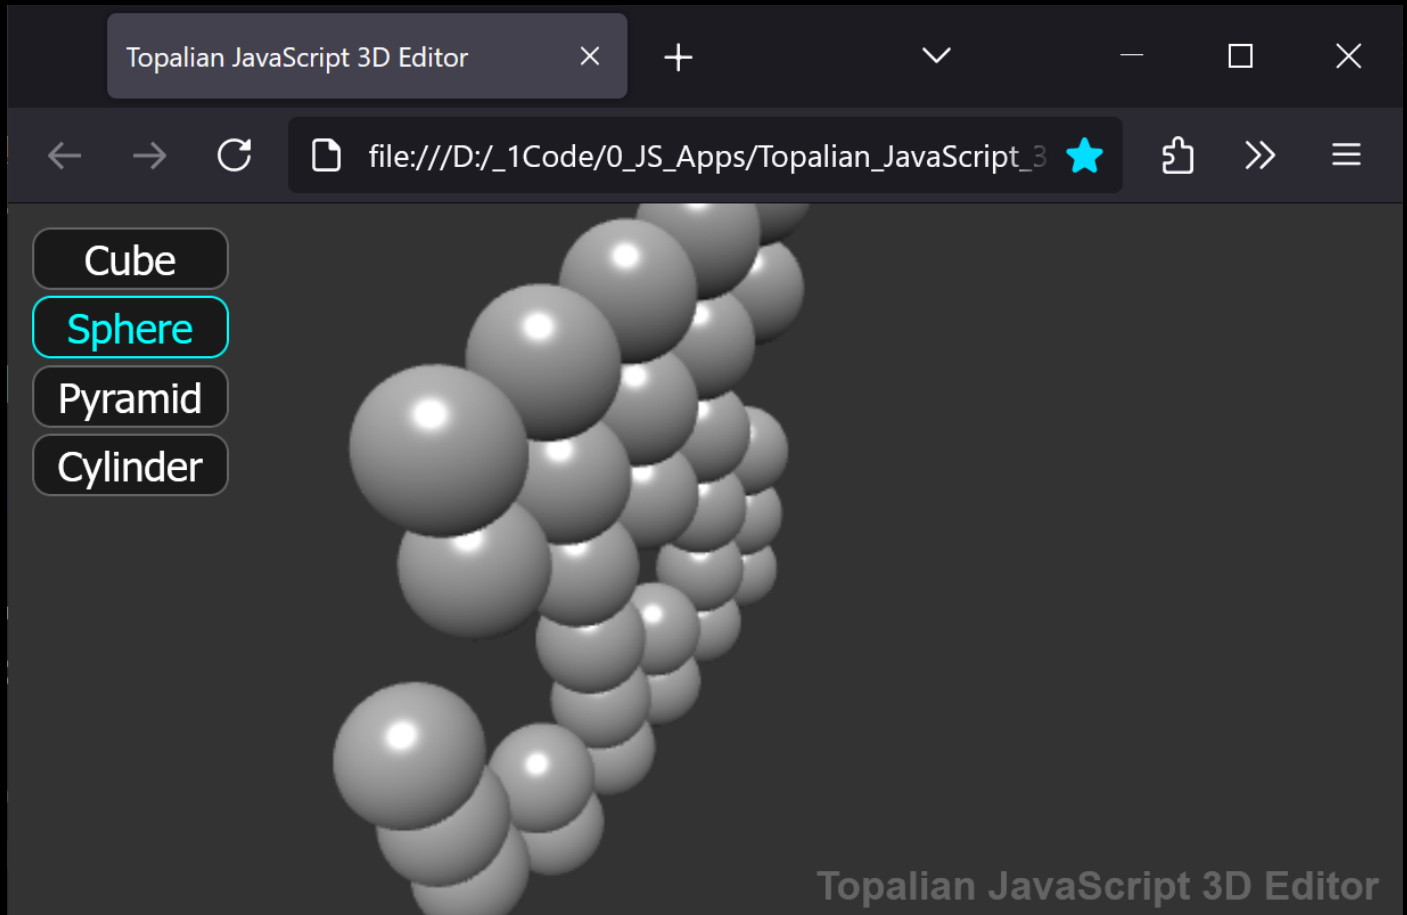 Topalian JavaScript 3D Editor
file:///D:/_1Code/0_JS_Apps/Topalian_JavaScript_3
Cube
Sphere
Pyramid
Cylinder
Topalian JavaScript 3D Editor